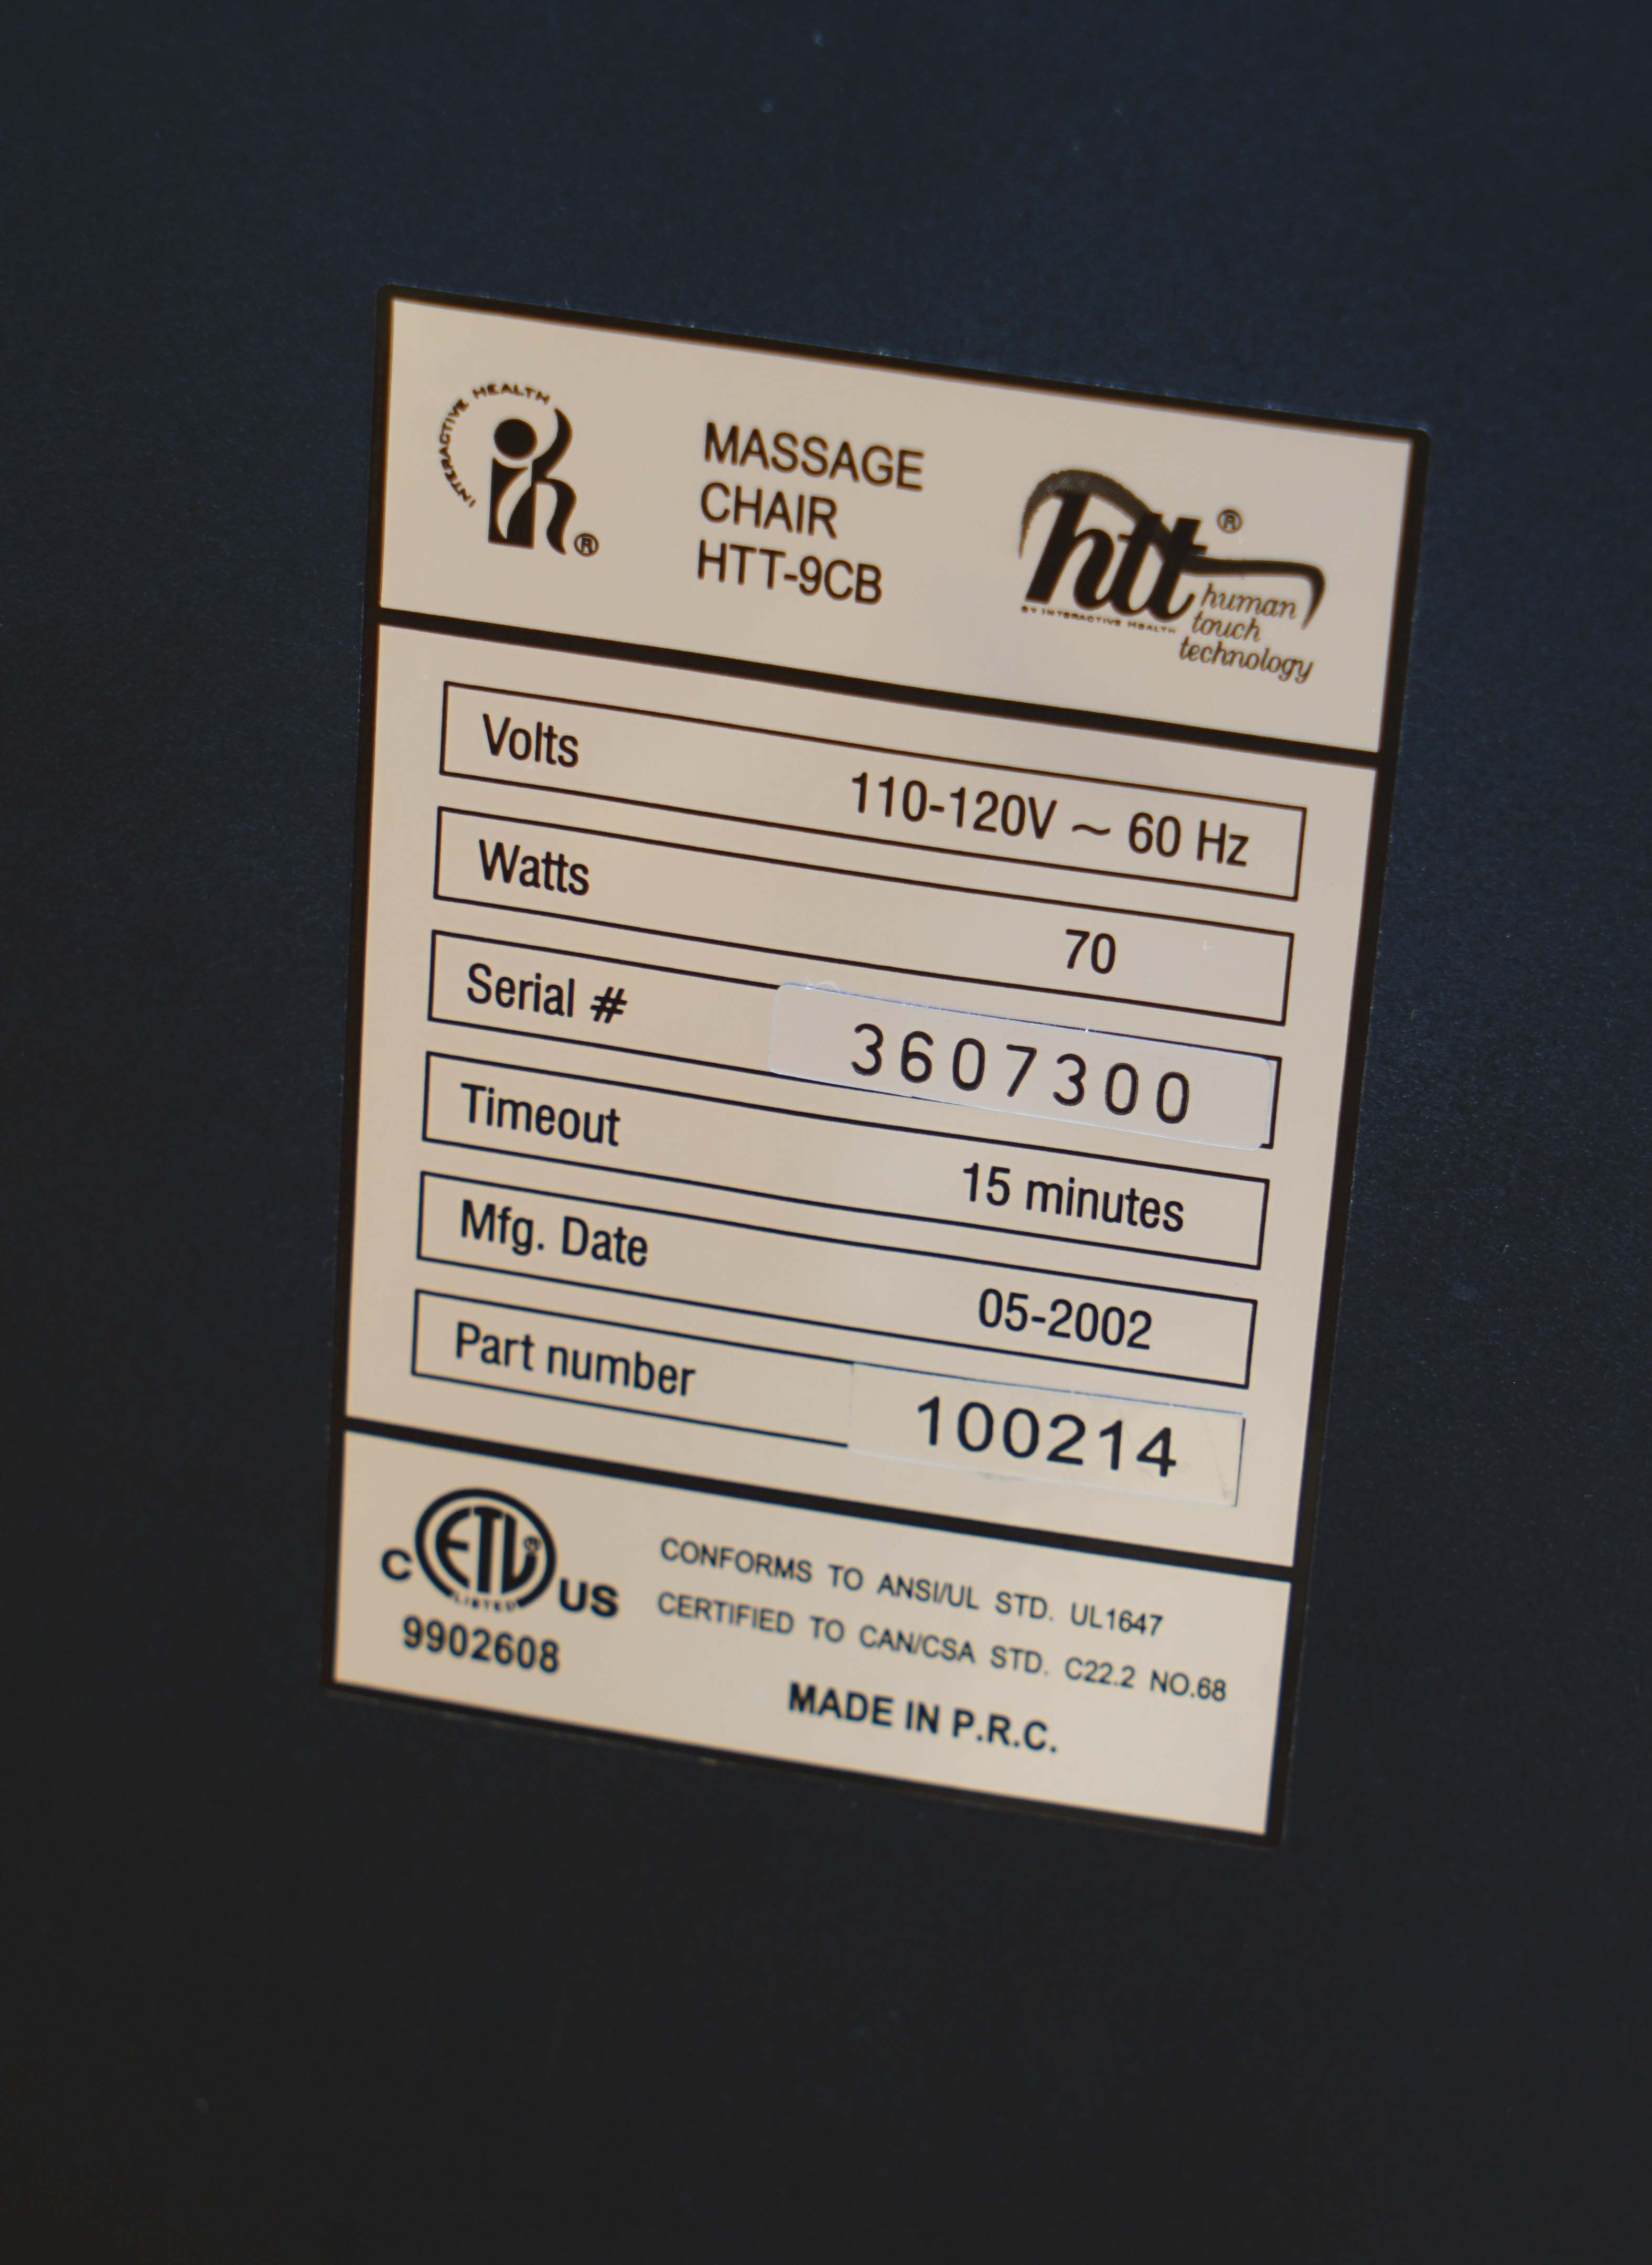 INTERACTIVE HEALTH
ih®
MASSAGE
CHAIR
HTT-9CB
htt®
BY INTERACTIVE HEALTH
human
touch
technology
Volts 110-120V ~ 60 Hz
Watts 70
Serial # 3607300
Timeout 15 minutes
Mfg. Date 05-2002
Part number 100214
C ETL® US
LISTED
9902608
CONFORMS TO ANSI/UL STD. UL1647
CERTIFIED TO CAN/CSA STD. C22.2 NO.68
MADE IN P.R.C.